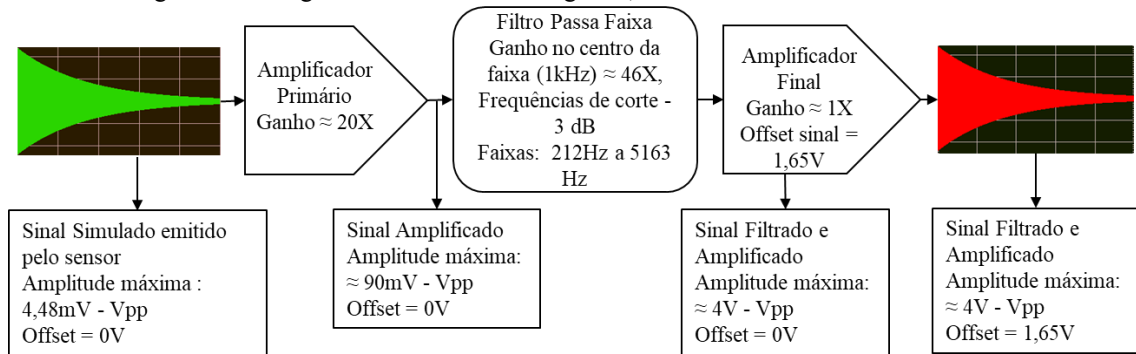 Filtro Passa Faixa
Ganho no centro da
faixa (1kHz) ≈ 46X,
Frequências de corte -
3 dB
Faixas: 212Hz a 5163
Hz
Amplificador
Primário
Ganho ≈ 20X
Amplificador
Final
Ganho ≈ 1X
Offset sinal =
1,65V
Sinal Simulado emitido
pelo sensor
Amplitude máxima :
4,48mV - Vpp
Offset = 0V
Sinal Amplificado
Amplitude máxima:
≈ 90mV - Vpp
Offset = 0V
Sinal Filtrado e
Amplificado
Amplitude máxima:
≈ 4V - Vpp
Offset = 0V
Sinal Filtrado e
Amplificado
Amplitude máxima:
≈ 4V - Vpp
Offset = 1,65V